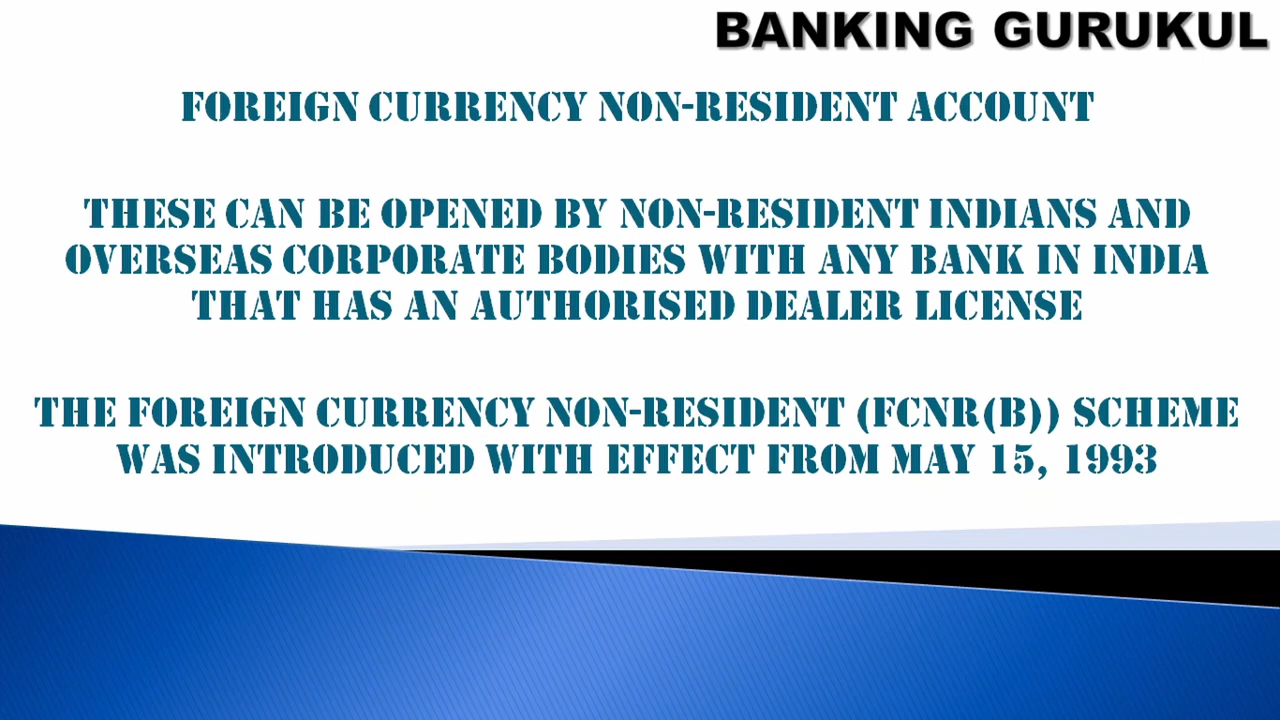 BANKING GURUKUL
FOREIGN CURRENCY NON-RESIDENT ACCOUNT
THESE CAN BE OPENED BY NON-RESIDENT INDIANS AND
OVERSEAS CORPORATE BODIES WITH ANY BANK IN INDIA
THAT HAS AN AUTHORISED DEALER LICENSE
THE FOREIGN CURRENCY NON-RESIDENT (FCNR(B)) SCHEME
WAS INTRODUCED WITH EFFECT FROM MAY 15, 1993